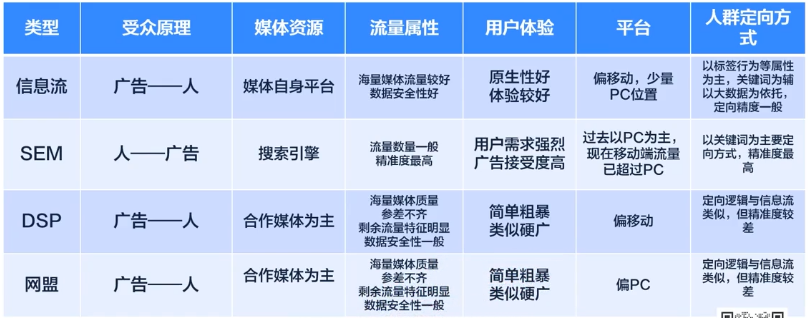 类型 受众原理 媒体资源 流量属性 用户体验 平台 人群定向方式
信息流 广告——人 媒体自身平台 海量媒体流量较好 数据安全性好 原生性好 体验较好 偏移动，少量PC位置 以标签行为等属性为主，关键词为辅 以大数据为依托，定向精度一般
SEM 人——广告 搜索引擎 流量数量一般 精准度最高 用户需求强烈 广告接受度高 过去以PC为主，现在移动端流量已超过PC 以关键词为主要定向方式，精准度最高
DSP 广告——人 合作媒体为主 海量媒体质量参差不齐 剩余流量特征明显 数据安全性一般 简单粗暴 类似硬广 偏移动 定向逻辑与信息流类似，但精准度较差
网盟 广告——人 合作媒体为主 海量媒体质量参差不齐 剩余流量特征明显 数据安全性一般 简单粗暴 类似硬广 偏PC 定向逻辑与信息流类似，但精准度较差